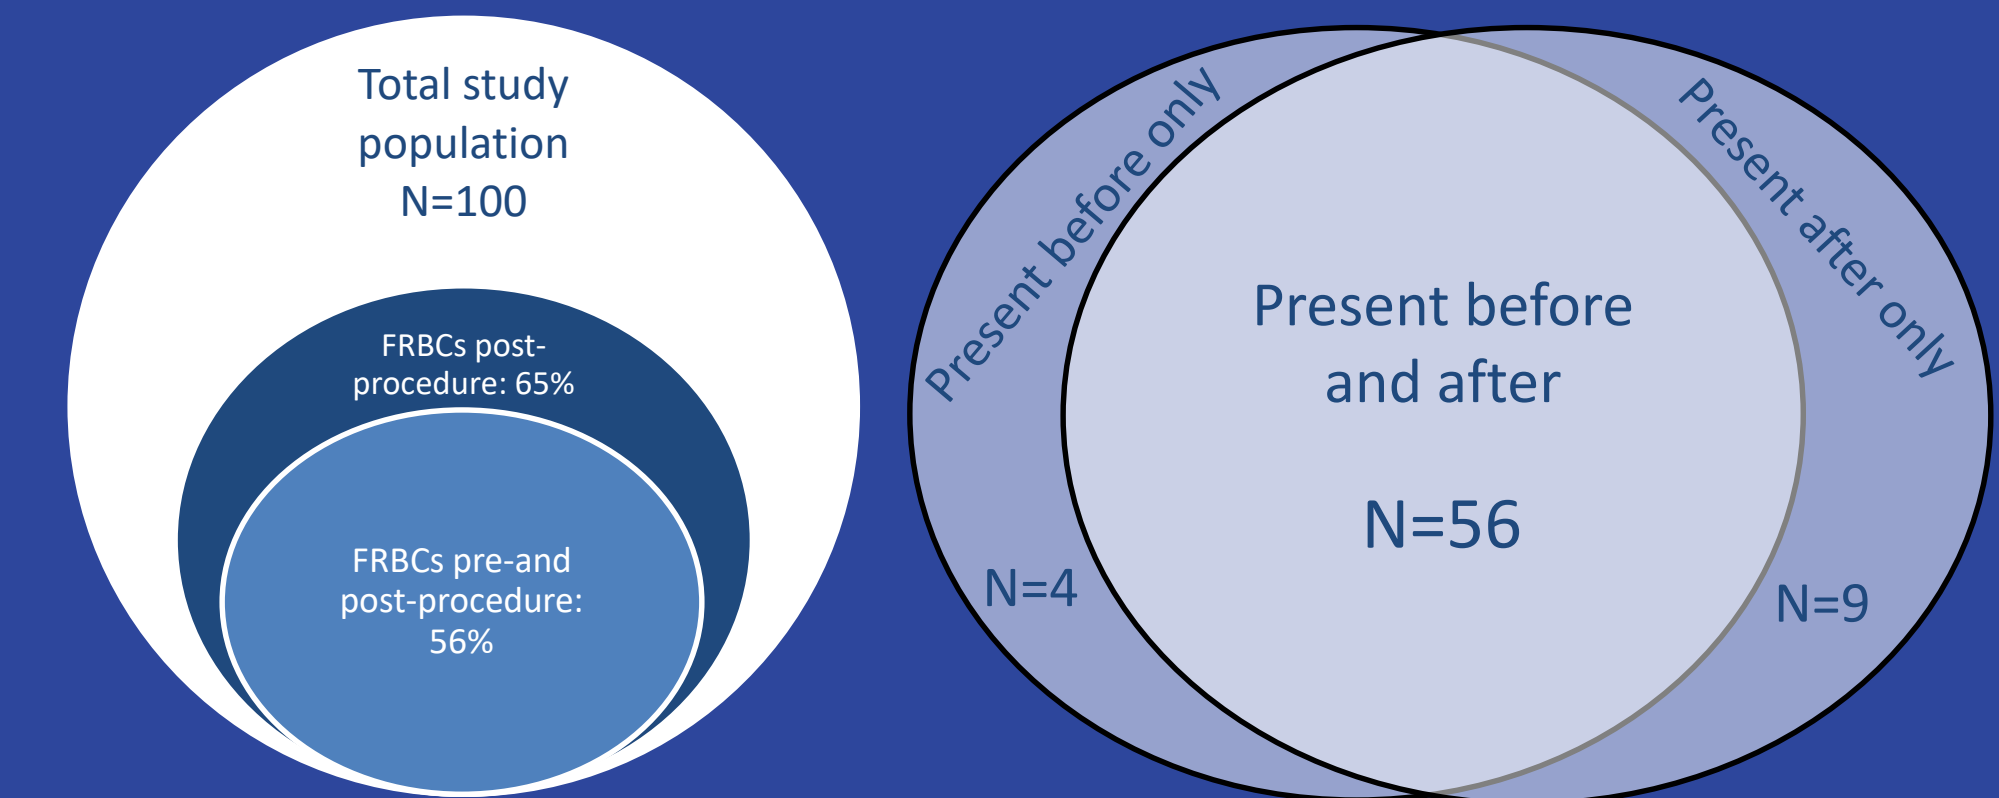 Total study
population
N=100
FRBCs post-
procedure: 65%
FRBCs pre-and
post-procedure:
56%
Present before only
N=4
Present before
and after
N=56
Present after only
N=9